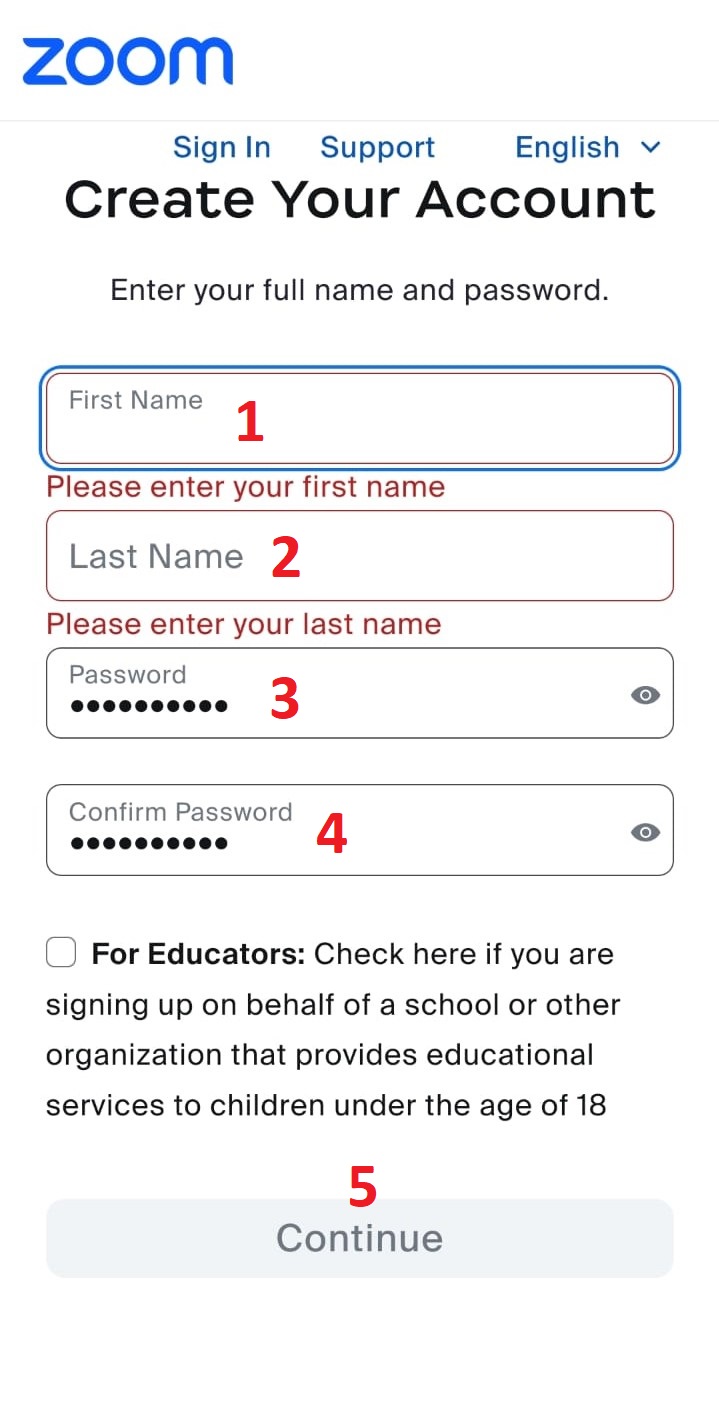 zoom
Sign In Support English
Create Your Account
Enter your full name and password.
First Name 1
Please enter your first name
Last Name 2
Please enter your last name
Password
•••••••••• 3
Confirm Password
•••••••••• 4
For Educators: Check here if you are
signing up on behalf of a school or other
organization that provides educational
services to children under the age of 18
5
Continue